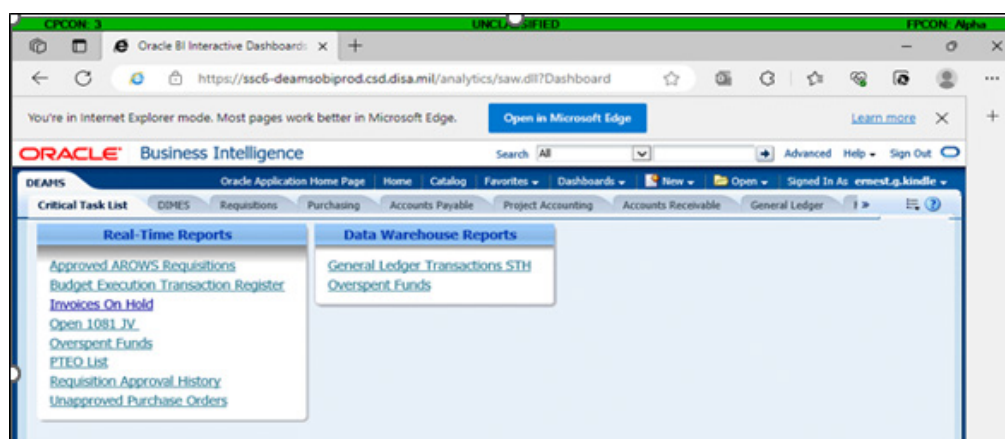 CPCON: 3 UNCLASSIFIED FPCON: Alpha
Oracle BI Interactive Dashboards
https://ssc6-deamsobiprod.csd.disa.mil/analytics/saw.dll?Dashboard
You're in Internet Explorer mode. Most pages work better in Microsoft Edge. Open in Microsoft Edge Learn more
ORACLE Business Intelligence Search All Advanced Help Sign Out
DEAMS Oracle Application Home Page Home Catalog Favorites Dashboards New Open Signed In As ernest.g.kindle
Critical Task List DIMES Requisitions Purchasing Accounts Payable Project Accounting Accounts Receivable General Ledger
Real-Time Reports Data Warehouse Reports
Approved AROWS Requisitions General Ledger Transactions STH
Budget Execution Transaction Register Overspent Funds
Invoices On Hold
Open 1081 JV
Overspent Funds
PTEO List
Requisition Approval History
Unapproved Purchase Orders